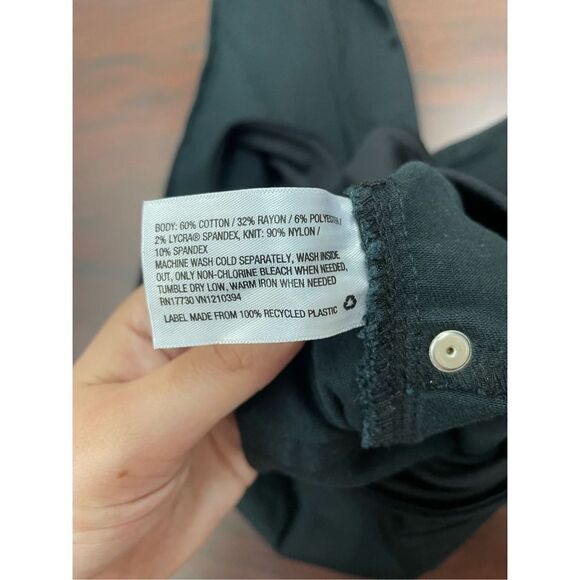 BODY: 60% COTTON / 32% RAYON / 6% POLYESTER /
2% LYCRA® SPANDEX, KNIT: 90% NYLON /
10% SPANDEX
MACHINE WASH COLD SEPARATELY, WASH INSIDE
OUT, ONLY NON-CHLORINE BLEACH WHEN NEEDED,
TUMBLE DRY LOW, WARM IRON WHEN NEEDED
RN17730 VN1210394
LABEL MADE FROM 100% RECYCLED PLASTIC